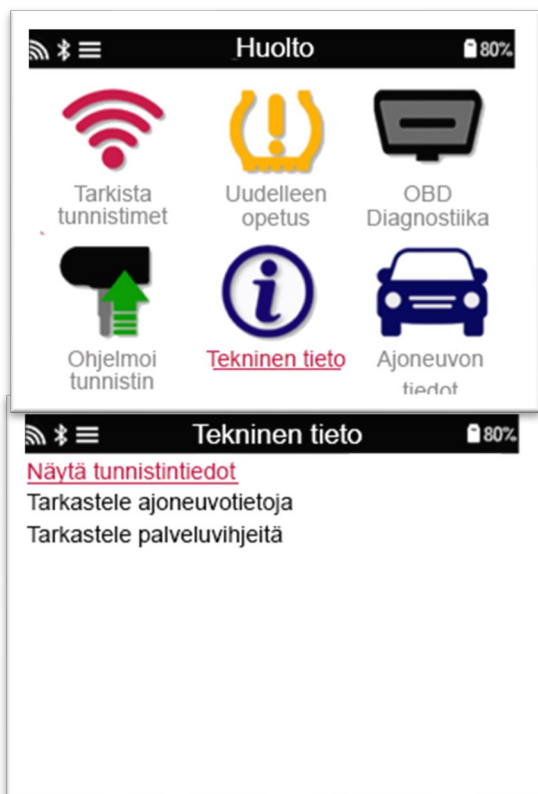 Huolto
80%
Tarkista
tunnistimet
Uudelleen
opetus
OBD
Diagnostiika
Ohjelmoi
tunnistin
Tekninen tieto
Ajoneuvon
tiedot
Tekninen tieto
80%
Näytä tunnistintiedot
Tarkastele ajoneuvotietoja
Tarkastele palveluvihjeitä